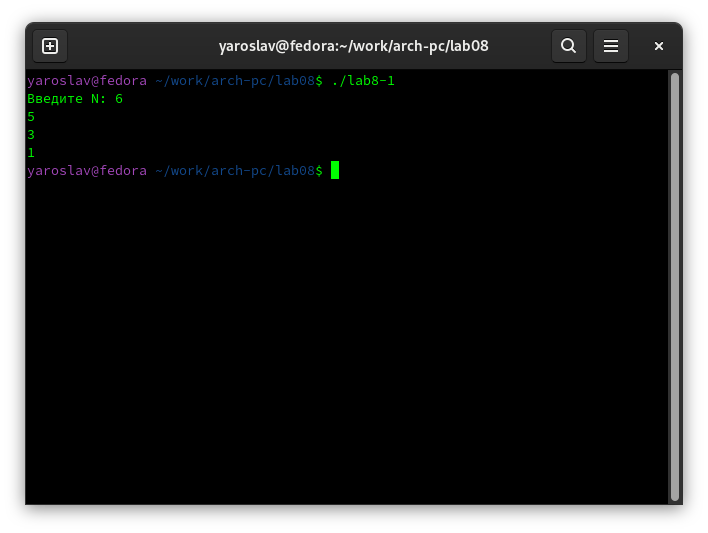 yaroslav@fedora:~/work/arch-pc/lab08
yaroslav@fedora ~/work/arch-pc/lab08$ ./lab8-1
Введите N: 6
5
3
1
yaroslav@fedora ~/work/arch-pc/lab08$